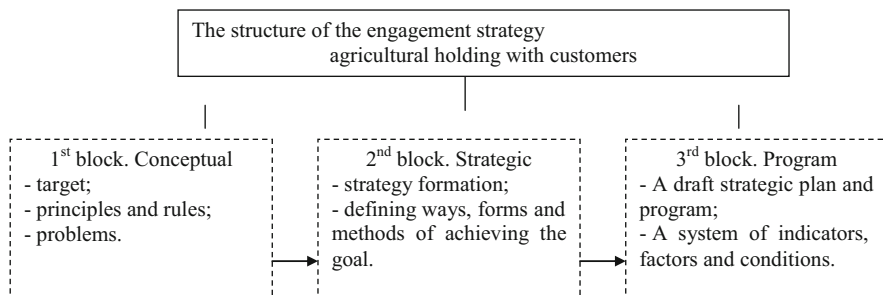 The structure of the engagement strategy
agricultural holding with customers
1st block. Conceptual
- target;
- principles and rules;
- problems.
2nd block. Strategic
- strategy formation;
- defining ways, forms and
methods of achieving the
goal.
3rd block. Program
- A draft strategic plan and
program;
- A system of indicators,
factors and conditions.